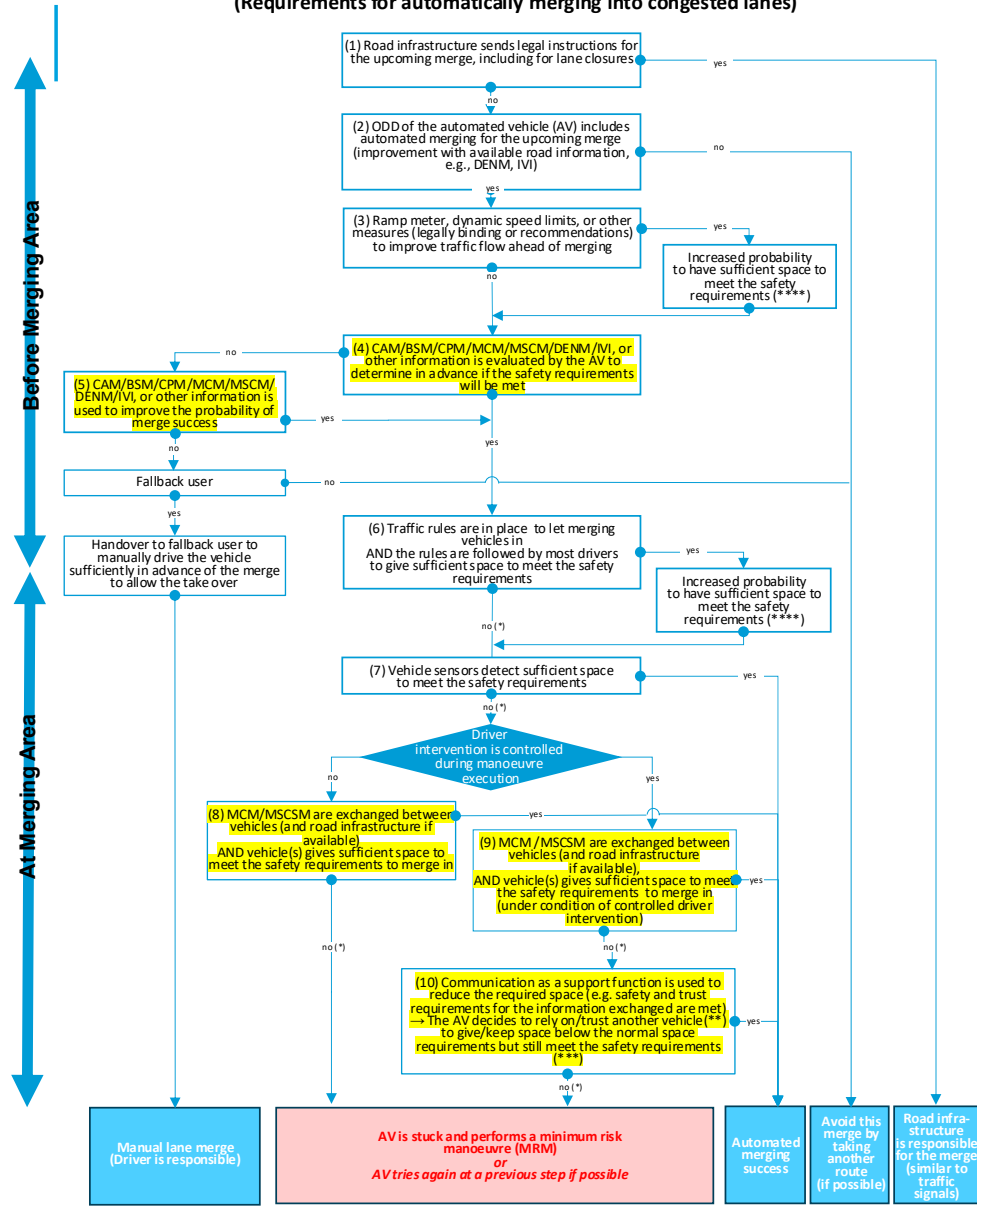 (Requirements for automatically merging into congested lanes)
(1) Road infrastructure sends legal instructions for
the upcoming merge, including for lane closures
yes
no
(2) ODD of the automated vehicle (AV) includes
automated merging for the upcoming merge
(improvement with available road information,
e.g., DENM, IVI)
no
yes
(3) Ramp meter, dynamic speed limits, or other
measures (legally binding or recommendations)
to improve traffic flow ahead of merging
yes
no
Increased probability
to have sufficient space to
meet the safety
requirements (****)
Before Merging Area
(4) CAM/BSM/CPM/MCM/MSCM/DENM/IVI, or
other information is evaluated by the AV to
determine in advance if the safety requirements
will be met
no
yes
(5) CAM/BSM/CPM/MCM/MSCM/
DENM/IVI, or other information is
used to improve the probability of
merge success
yes
no
Fallback user
no
yes
Handover to fallback user to
manually drive the vehicle
sufficiently in advance of the merge
to allow the take over
(6) Traffic rules are in place to let merging
vehicles in
AND the rules are followed by most drivers
to give sufficient space to meet the safety
requirements
yes
no (*)
Increased probability
to have sufficient space to
meet the safety
requirements (****)
At Merging Area
(7) Vehicle sensors detect sufficient space
to meet the safety requirements
yes
no (*)
Driver
intervention is controlled
during manoeuvre
execution
no
yes
(8) MCM/MSCSM are exchanged between
vehicles (and road infrastructure if
available)
AND vehicle(s) gives sufficient space to
meet the safety requirements to merge in
yes
no (*)
(9) MCM /MSCSM are exchanged between
vehicles (and road infrastructure
if available),
AND vehicle(s) gives sufficient space to meet
the safety requirements to merge in
(under condition of controlled driver
intervention)
yes
no (*)
(10) Communication as a support function is used to
reduce the required space (e.g. safety and trust
requirements for the information exchanged are met)
→ The AV decides to rely on/trust another vehicle (**)
to give/keep space below the normal space
requirements but still meet the safety requirements
(***)
yes
no (*)
Manual lane merge
(Driver is responsible)
AV is stuck and performs a minimum risk
manoeuvre (MRM)
or
AV tries again at a previous step if possible
Automated
merging
success
Avoid this
merge by
taking
another
route
(if possible)
Road infra-
structure
is responsible
for the merge
(similar to
traffic
signals)